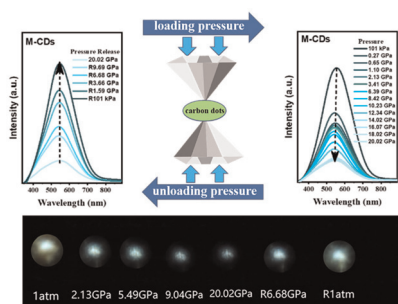 loading pressure
M-CDs
Pressure Release
20.02 GPa
R9.69 GPa
R6.68 GPa
R3.66 GPa
R1.59 GPa
R101 kPa
Intensity (a.u.)
400 500 600 700 800
Wavelength (nm)
carbon dots
unloading pressure
M-CDs
101 kPa
0.27 GPa
0.65 GPa
1.10 GPa
2.13 GPa
3.41 GPa
6.39 GPa
8.42 GPa
10.23 GPa
12.34 GPa
14.02 GPa
16.07 GPa
18.02 GPa
20.02 GPa
Intensity (a.u.)
400 500 600 700 800
Wavelength (nm)
1atm 2.13GPa 5.49GPa 9.04GPa 20.02GPa R6.68GPa R1atm